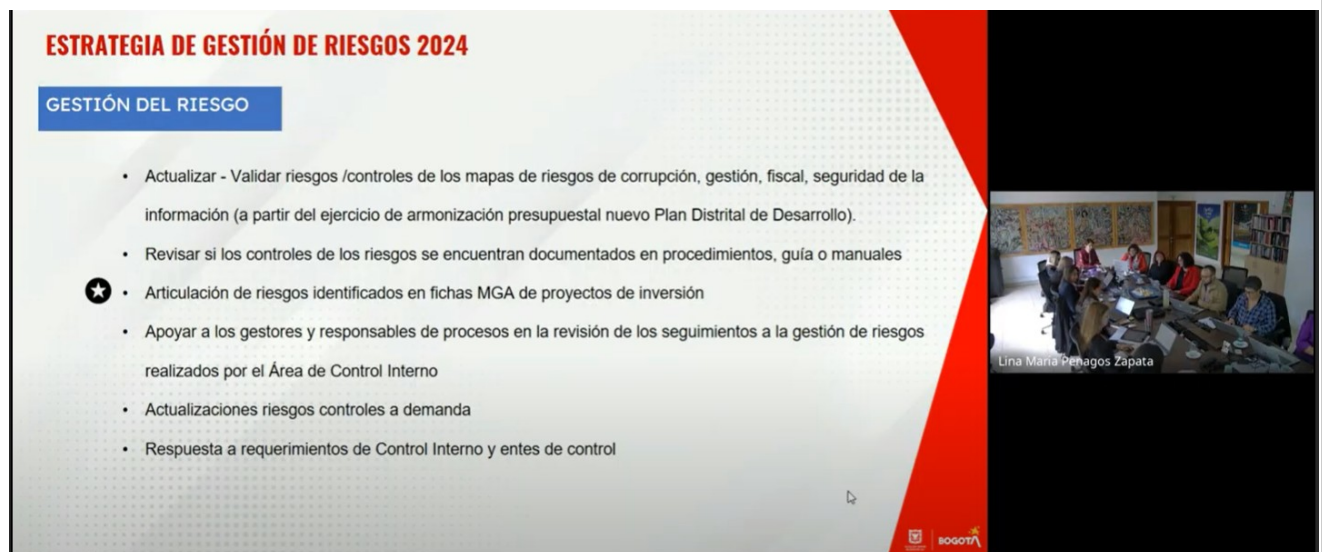 ESTRATEGIA DE GESTIÓN DE RIESGOS 2024
GESTIÓN DEL RIESGO
• Actualizar - Validar riesgos /controles de los mapas de riesgos de corrupción, gestión, fiscal, seguridad de la
información (a partir del ejercicio de armonización presupuestal nuevo Plan Distrital de Desarrollo).
• Revisar si los controles de los riesgos se encuentran documentados en procedimientos, guía o manuales
• Articulación de riesgos identificados en fichas MGA de proyectos de inversión
• Apoyar a los gestores y responsables de procesos en la revisión de los seguimientos a la gestión de riesgos
realizados por el Área de Control Interno
• Actualizaciones riesgos controles a demanda
• Respuesta a requerimientos de Control Interno y entes de control
BOGOTÁ
Lina María Penagos Zapata